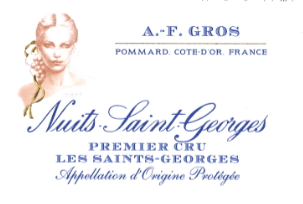 A.-F. GROS
POMMARD, COTE-D'OR, FRANCE
Nuits-Saint-Georges
PREMIER CRU
LES SAINTS-GEORGES
Appellation d'Origine Protégée